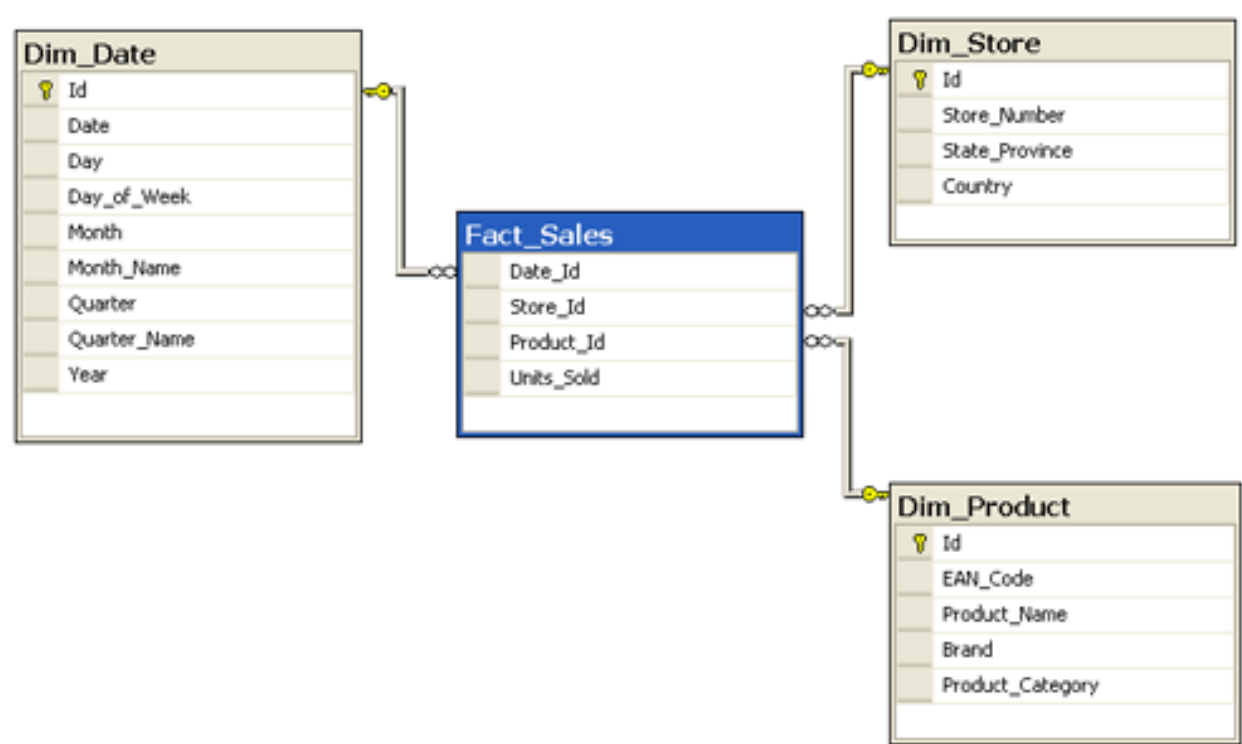 Dim_Date
Id
Date
Day
Day_of_Week
Month
Month_Name
Quarter
Quarter_Name
Year
Fact_Sales
Date_Id
Store_Id
Product_Id
Units_Sold
Dim_Store
Id
Store_Number
State_Province
Country
Dim_Product
Id
EAN_Code
Product_Name
Brand
Product_Category